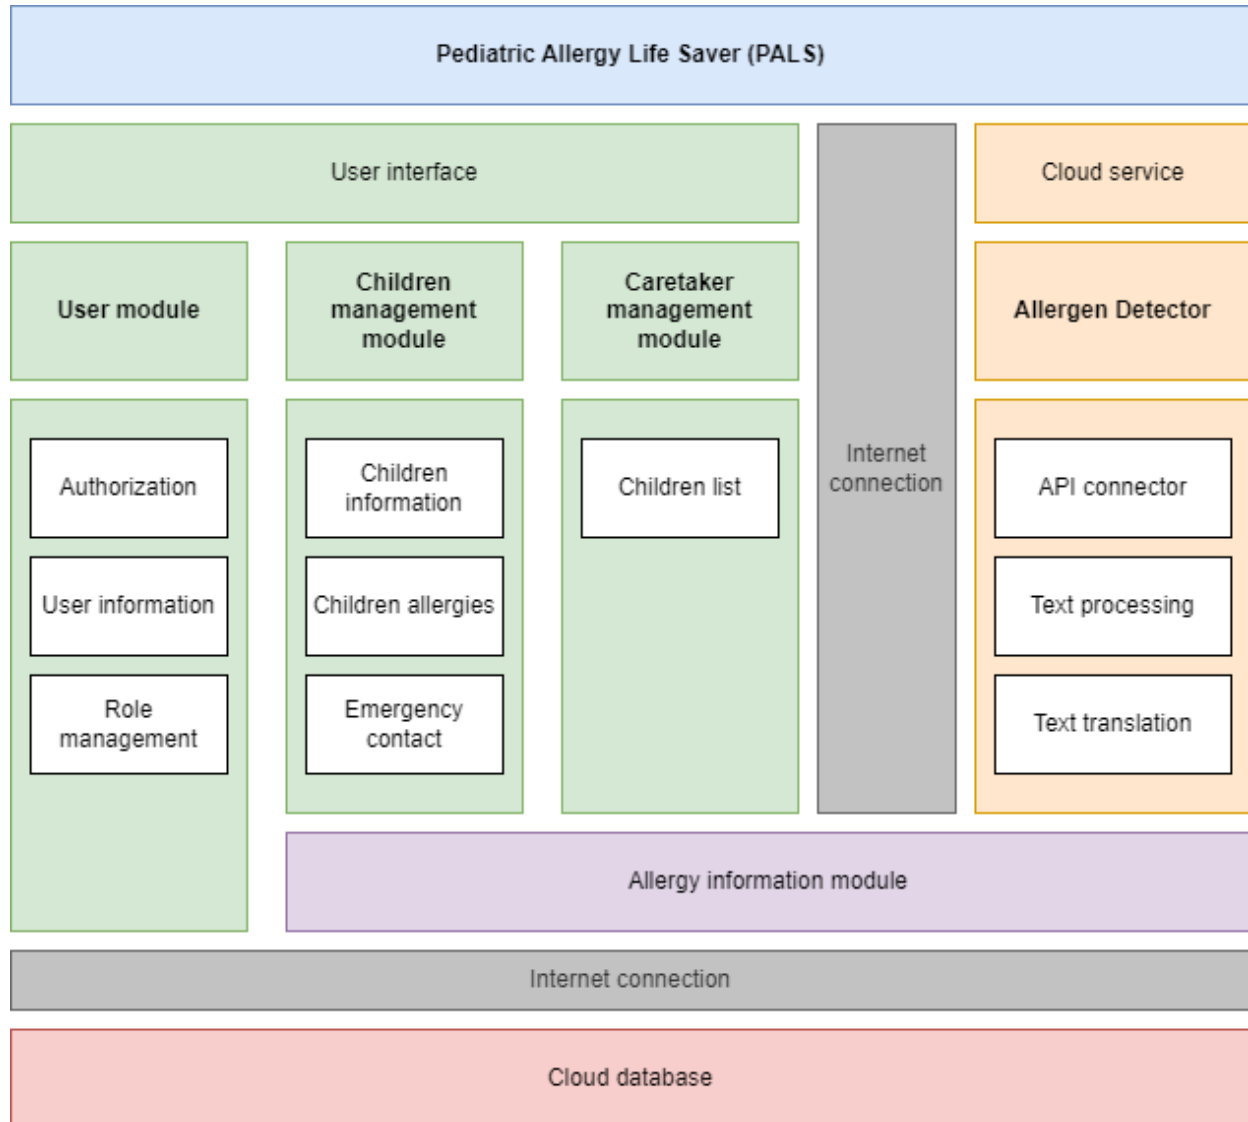 Pediatric Allergy Life Saver (PALS)
User interface
Cloud service
User module
Children
management
module
Caretaker
management
module
Allergen Detector
Authorization
User information
Role
management
Children
information
Children allergies
Emergency
contact
Children list
Internet
connection
API connector
Text processing
Text translation
Allergy information module
Internet connection
Cloud database